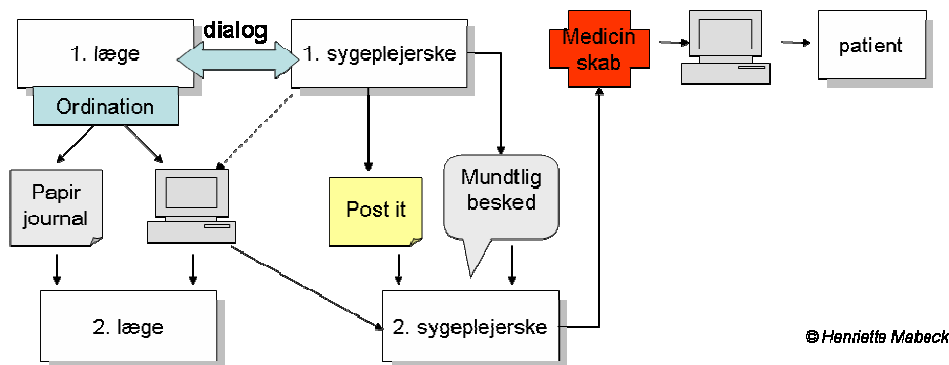 dialog
1. læge
1. sygeplejerske
Medicin
skab
patient
Ordination
Papir
journal
Post it
Mundtlig
besked
2. læge
2. sygeplejerske
© Henriette Mabeck